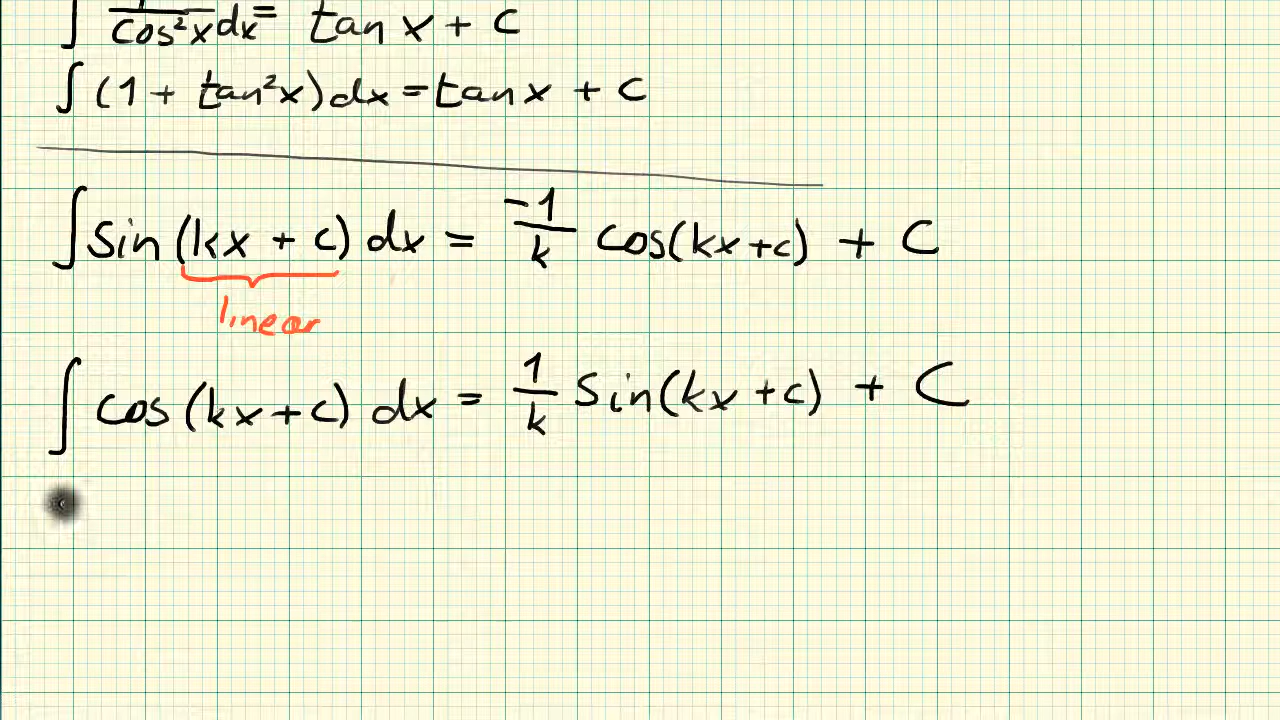 ∫ 1/cos²x dx = tan x + C
∫ (1 + tan²x) dx = tan x + C
∫ sin (kx + c) dx = -1/k cos(kx+c) + C
linear
∫ cos (kx+c) dx = 1/k sin(kx+c) + C